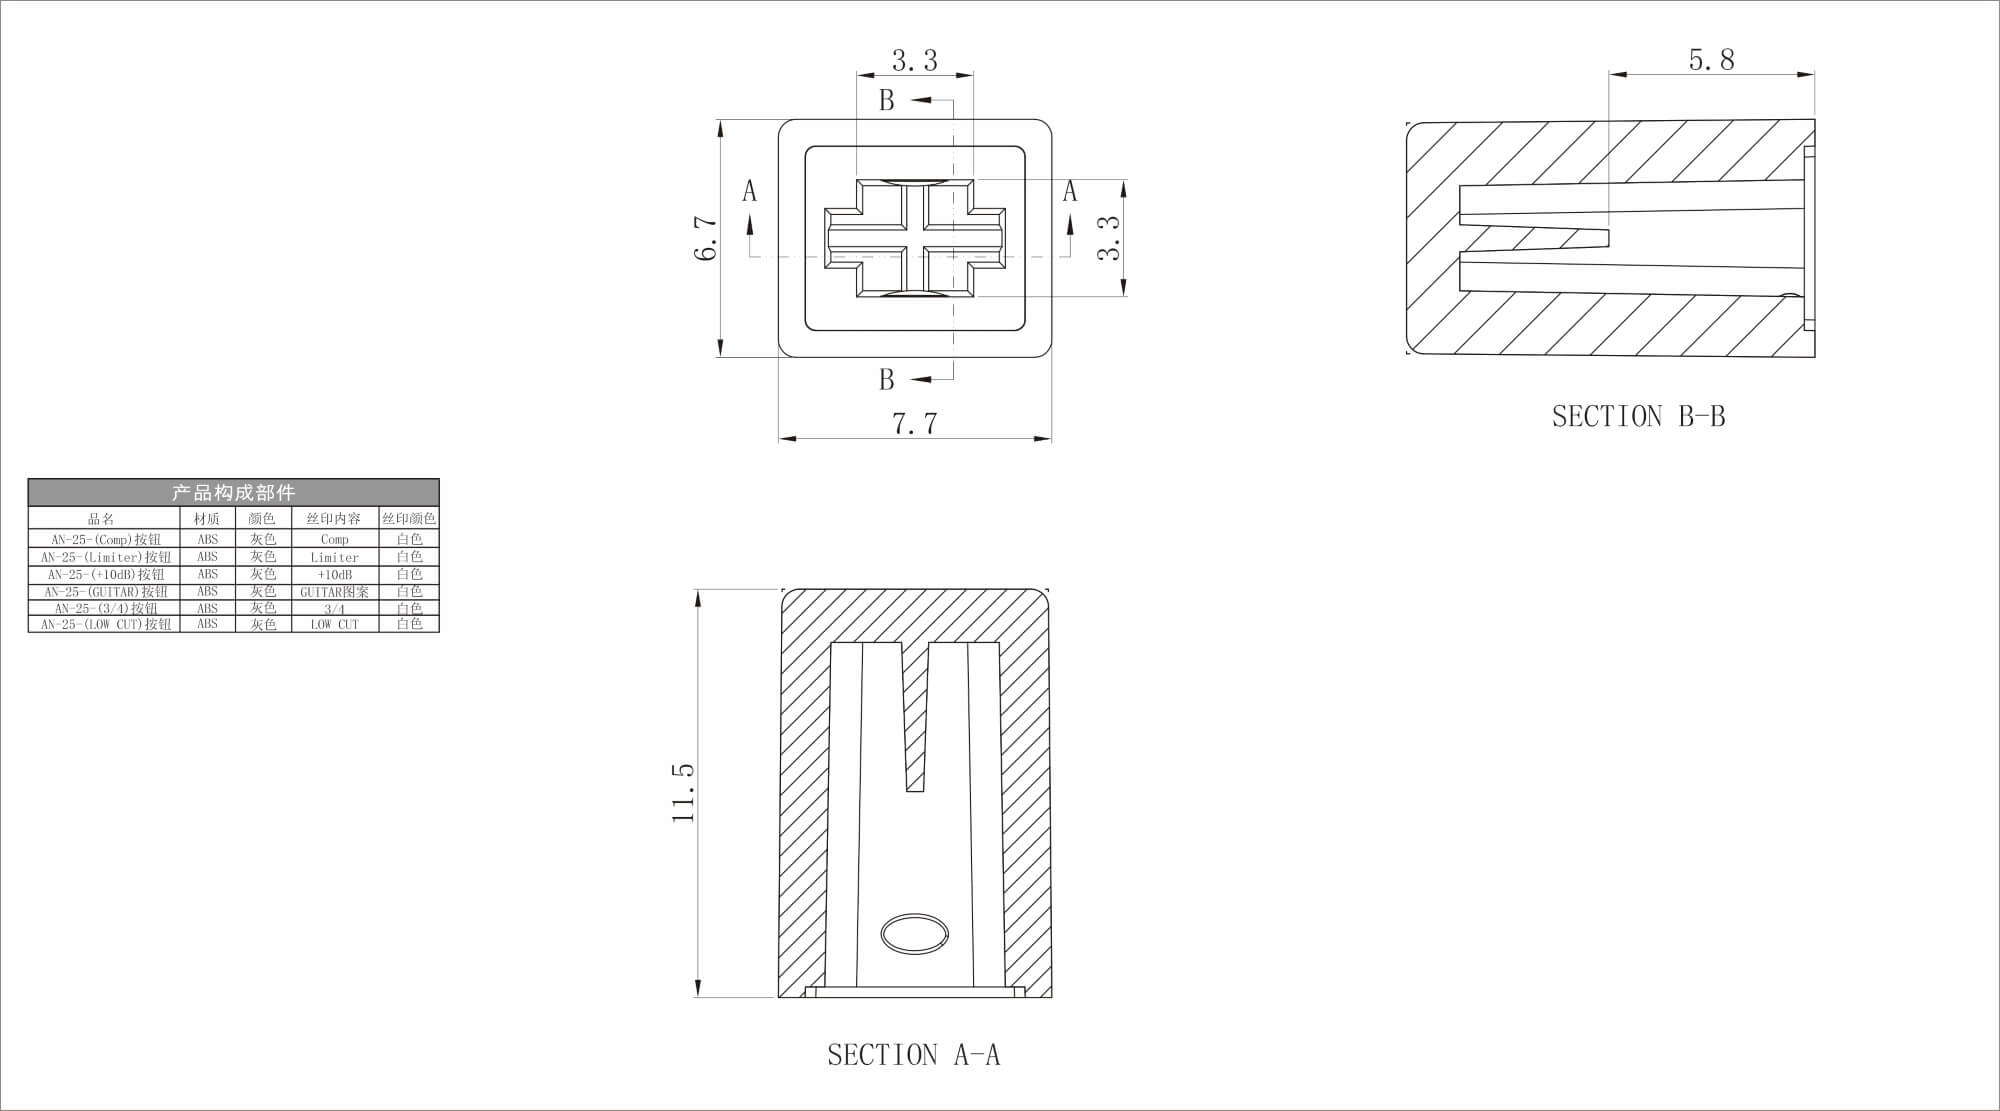 3.3
B
5.8
A
A
6.7
3.3
B
7.7
SECTION B-B
产品构成部件
品名 材质 颜色 丝印内容 丝印颜色
AN-25-(Comp)按钮 ABS 灰色 Comp 白色
AN-25-(Limiter)按钮 ABS 灰色 Limiter 白色
AN-25-(+10dB)按钮 ABS 灰色 +10dB 白色
AN-25-(GUITAR)按钮 ABS 灰色 GUITAR图案 白色
AN-25-(3/4)按钮 ABS 灰色 3/4 白色
AN-25-(LOW CUT)按钮 ABS 灰色 LOW CUT 白色
11.5
SECTION A-A